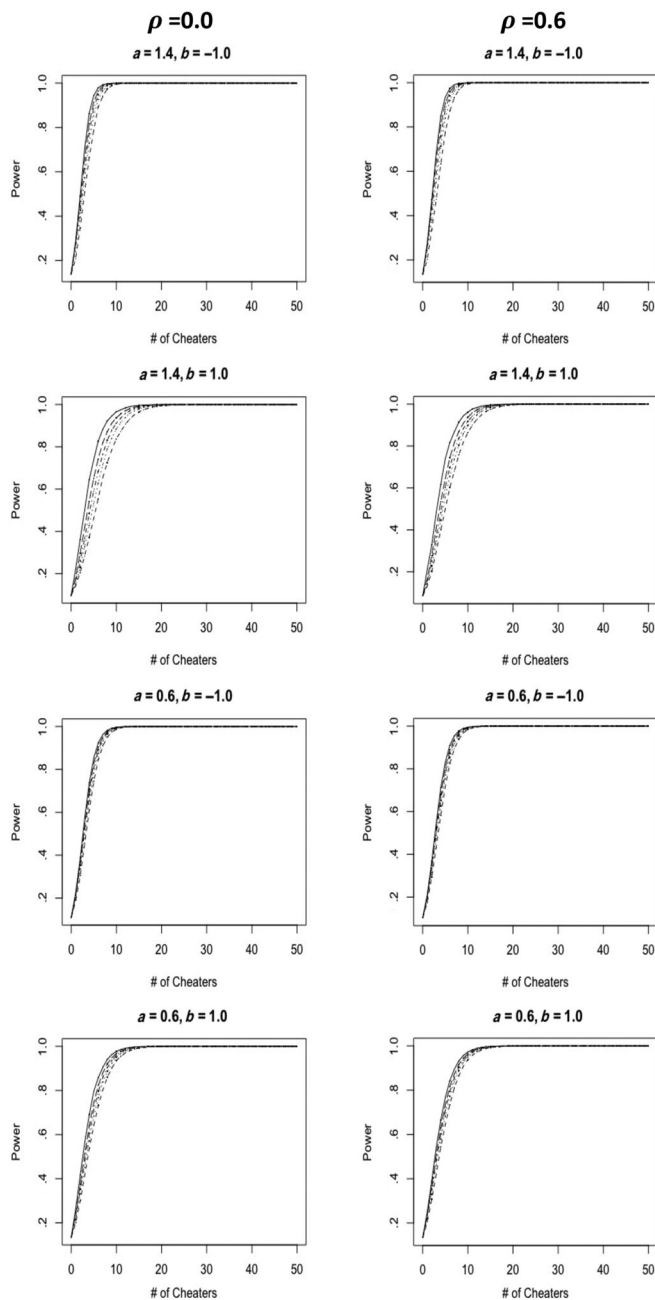 ρ =0.0 ρ =0.6
a = 1.4, b = –1.0 a = 1.4, b = –1.0
Power 1.0 .8 .6 .4 .2 Power 1.0 .8 .6 .4 .2
0 10 20 30 40 50 0 10 20 30 40 50
# of Cheaters # of Cheaters
a = 1.4, b = 1.0 a = 1.4, b = 1.0
Power 1.0 .8 .6 .4 .2 Power 1.0 .8 .6 .4 .2
0 10 20 30 40 50 0 10 20 30 40 50
# of Cheaters # of Cheaters
a = 0.6, b = –1.0 a = 0.6, b = –1.0
Power 1.0 .8 .6 .4 .2 Power 1.0 .8 .6 .4 .2
0 10 20 30 40 50 0 10 20 30 40 50
# of Cheaters # of Cheaters
a = 0.6, b = 1.0 a = 0.6, b = 1.0
Power 1.0 .8 .6 .4 .2 Power 1.0 .8 .6 .4 .2
0 10 20 30 40 50 0 10 20 30 40 50
# of Cheaters # of Cheaters